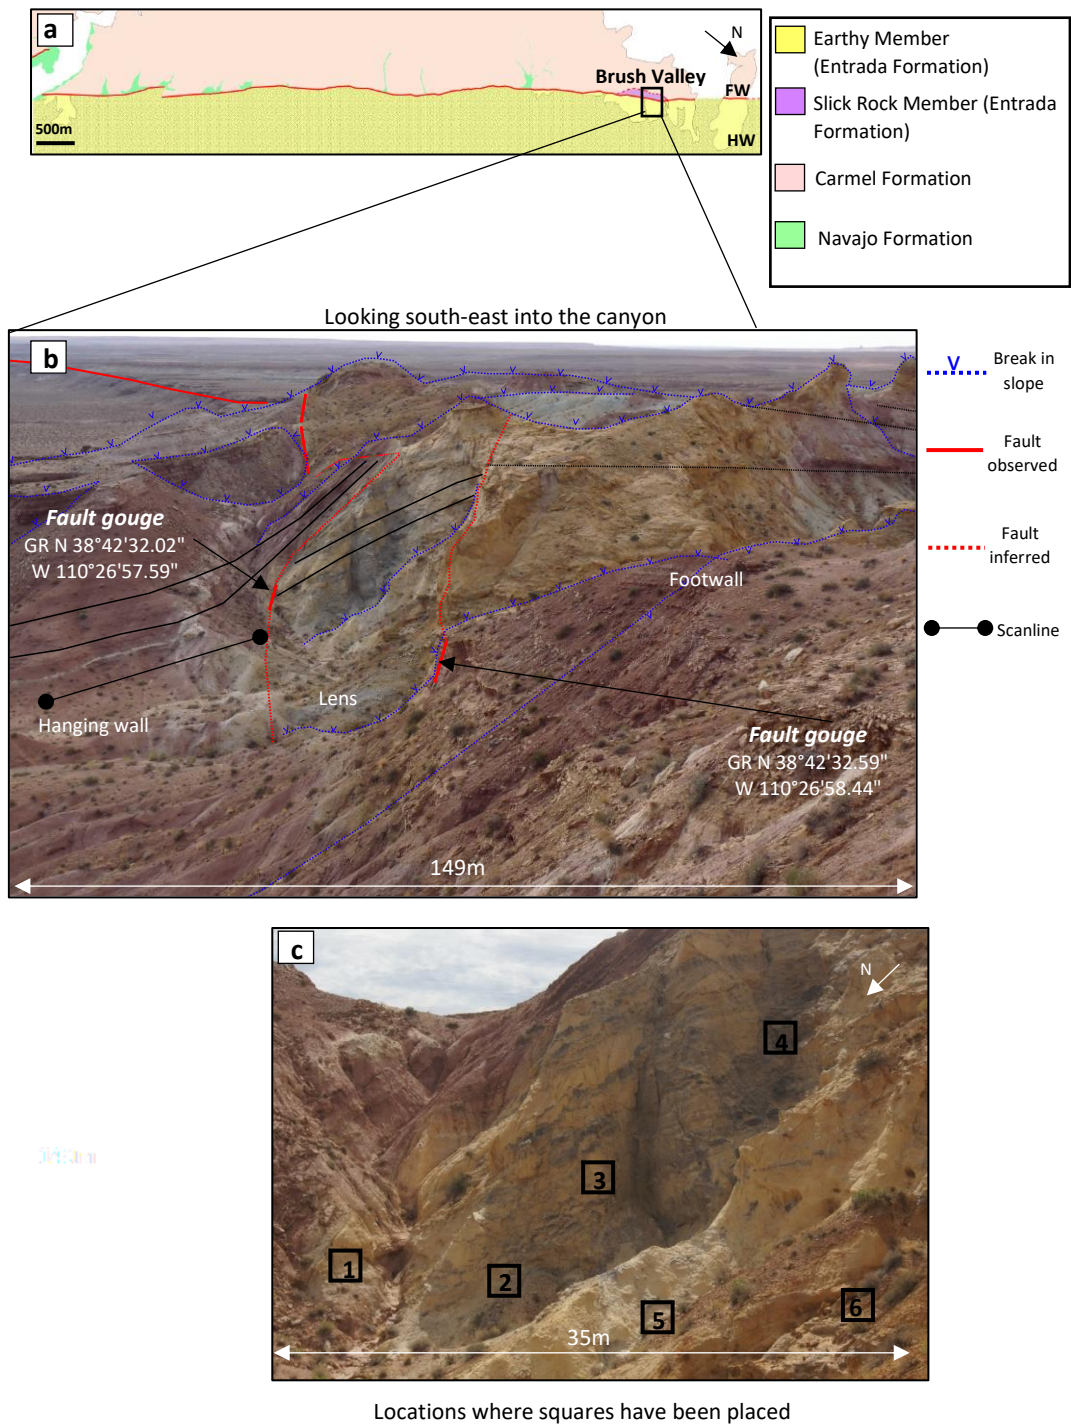 a
N
Brush Valley
FW
500m
HW
Earthy Member
(Entrada Formation)
Slick Rock Member (Entrada
Formation)
Carmel Formation
Navajo Formation
Looking south-east into the canyon
b
Fault gouge
GR N 38°42'32.02"
W 110°26'57.59"
Footwall
Lens
Hanging wall
Fault gouge
GR N 38°42'32.59"
W 110°26'58.44"
149m
V
Break in
slope
Fault
observed
Fault
inferred
Scanline
c
N
4
3
1
2
5
6
35m
Locations where squares have been placed